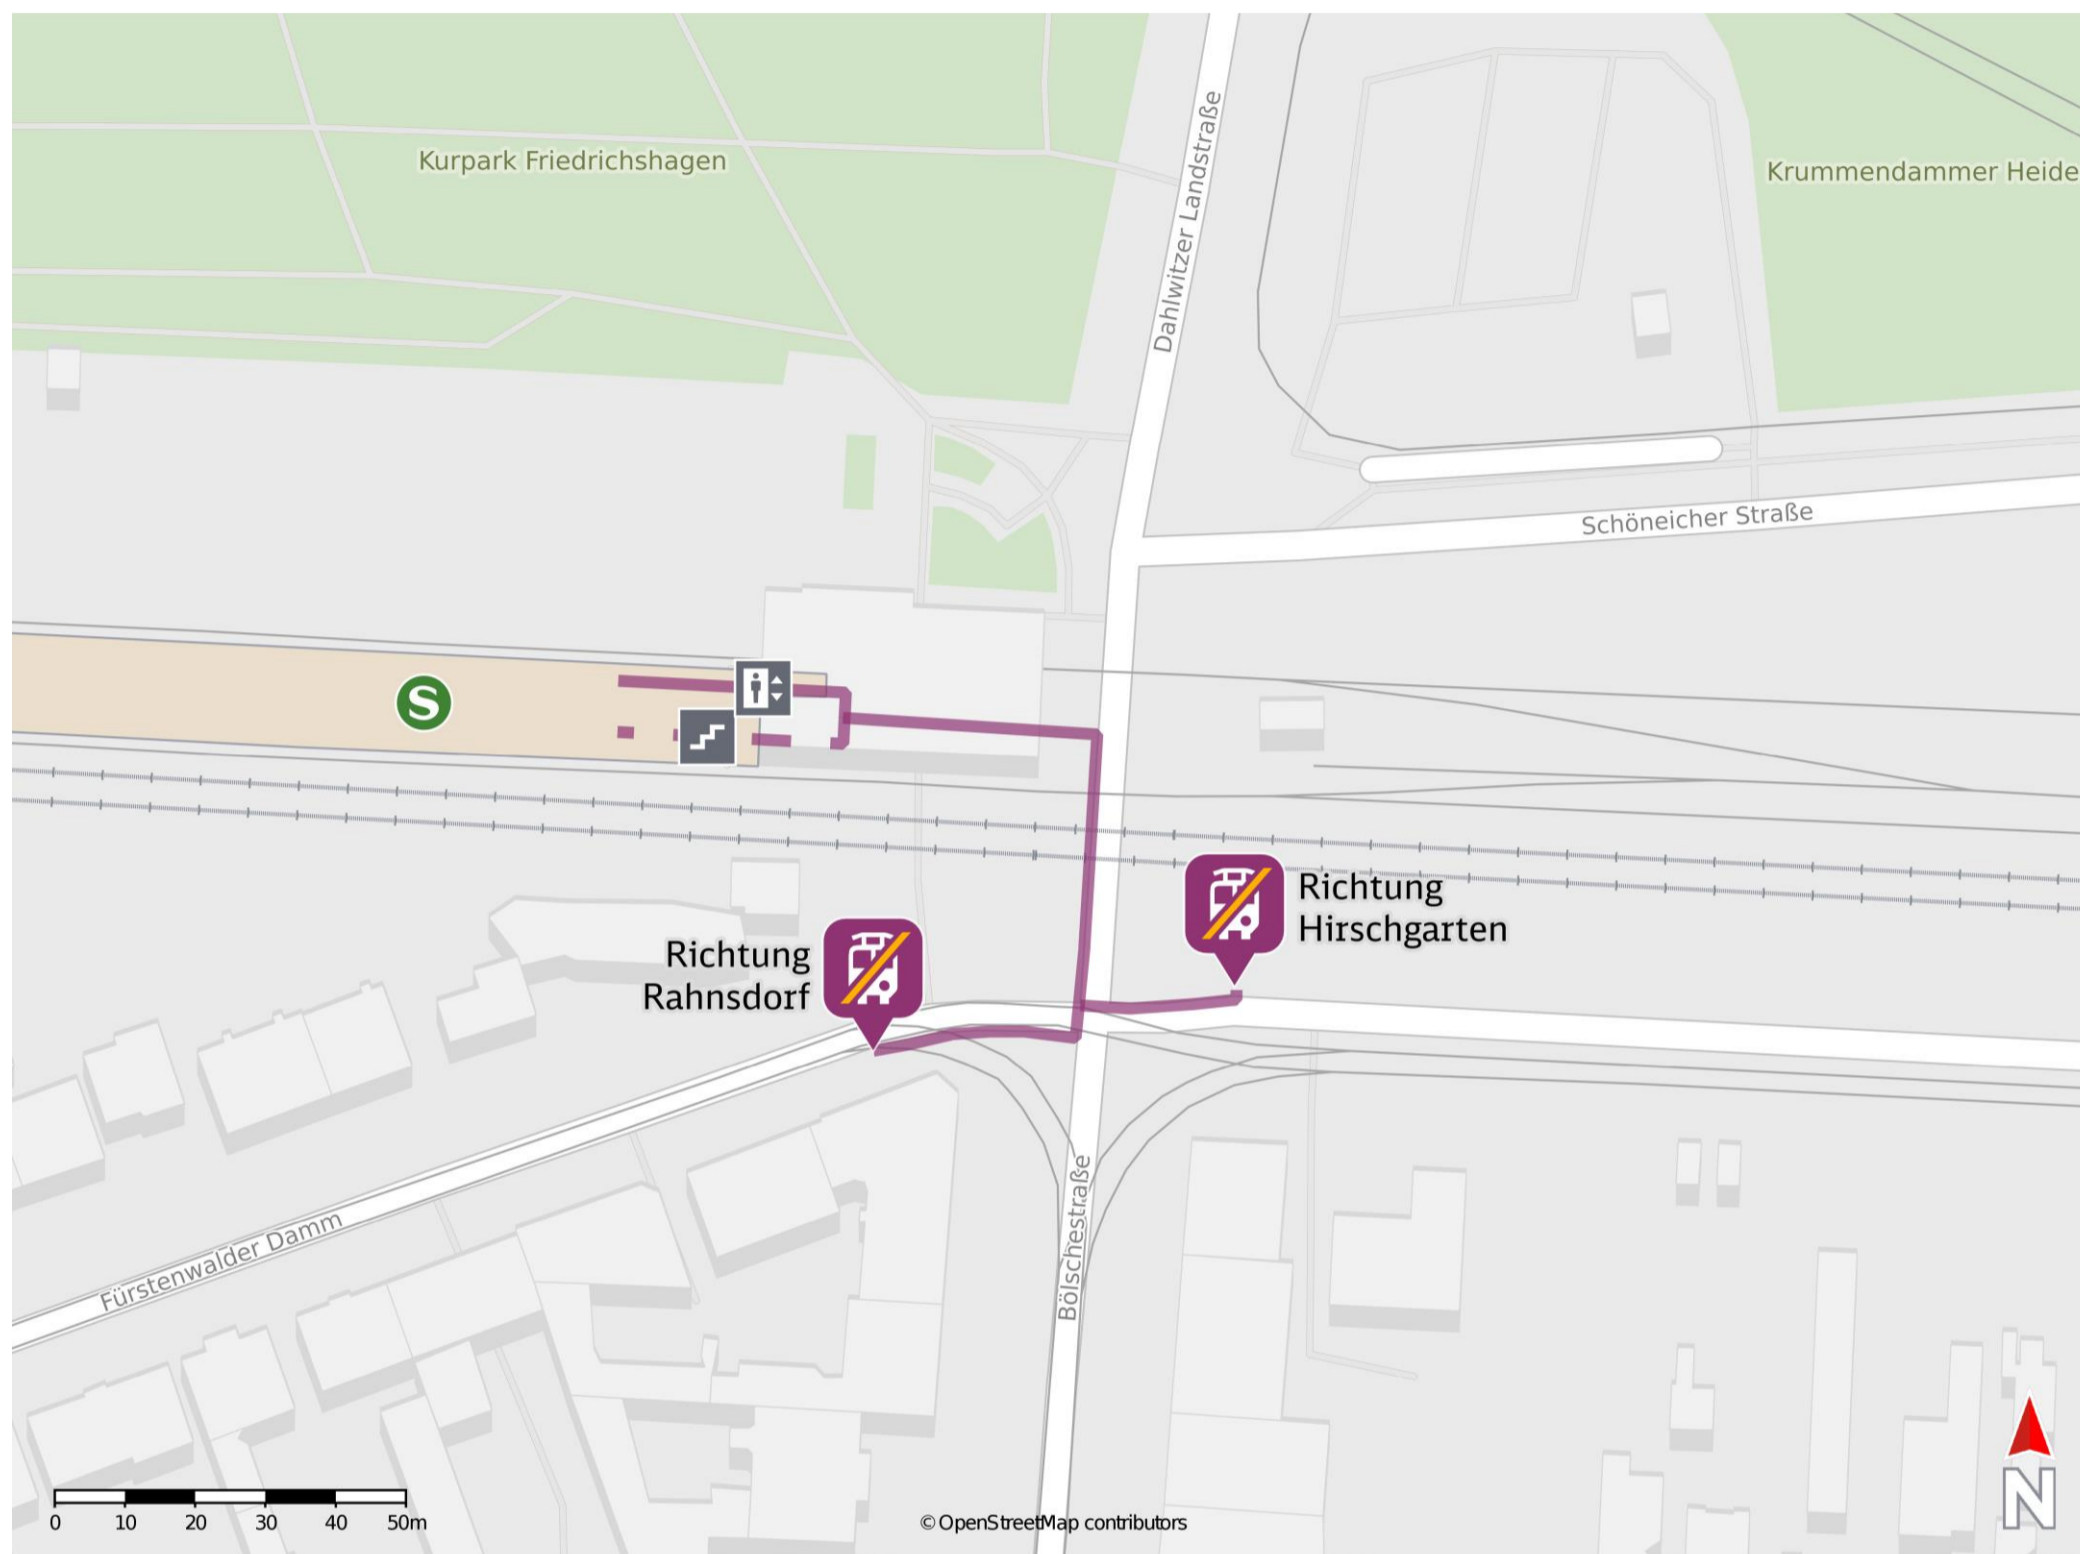 Kurpark Friedrichshagen
Krummendammer Heide
Dahlwitzer Landstraße
Schöneicher Straße
S
Richtung
Hirschgarten
Richtung
Rahnsdorf
Fürstenwalder Damm
Bölschestraße
0 10 20 30 40 50m
© OpenStreetMap contributors
N